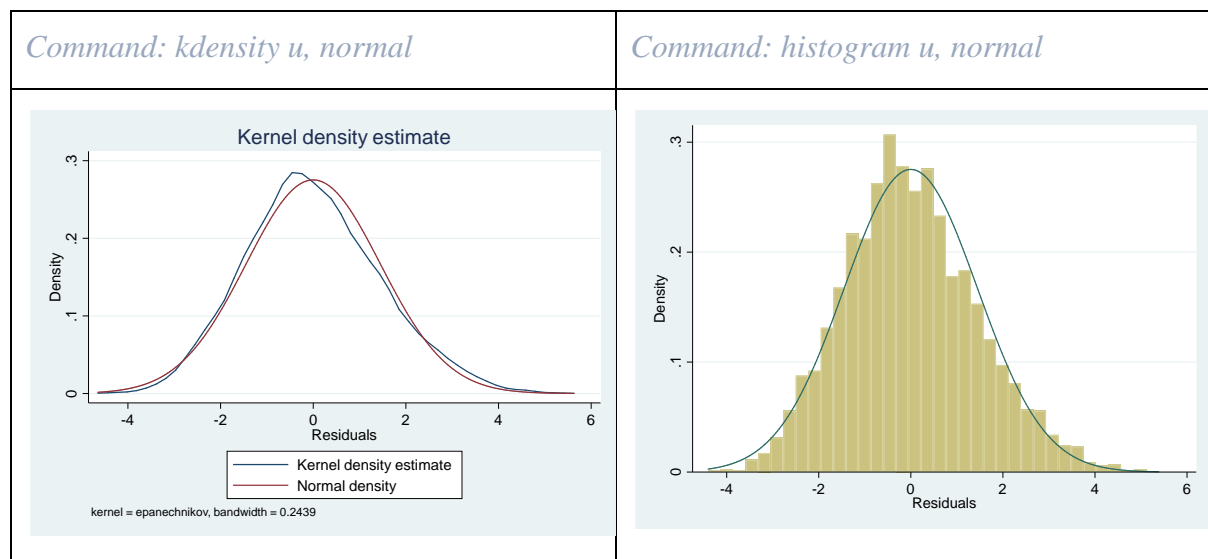 Command: kdensity u, normal
Command: histogram u, normal
Kernel density estimate
.3
.2
.1
0
Density
-4 -2 0 2 4 6
Residuals
Kernel density estimate
Normal density
kernel = epanechnikov, bandwidth = 0.2439
.3
.2
.1
0
Density
-4 -2 0 2 4 6
Residuals